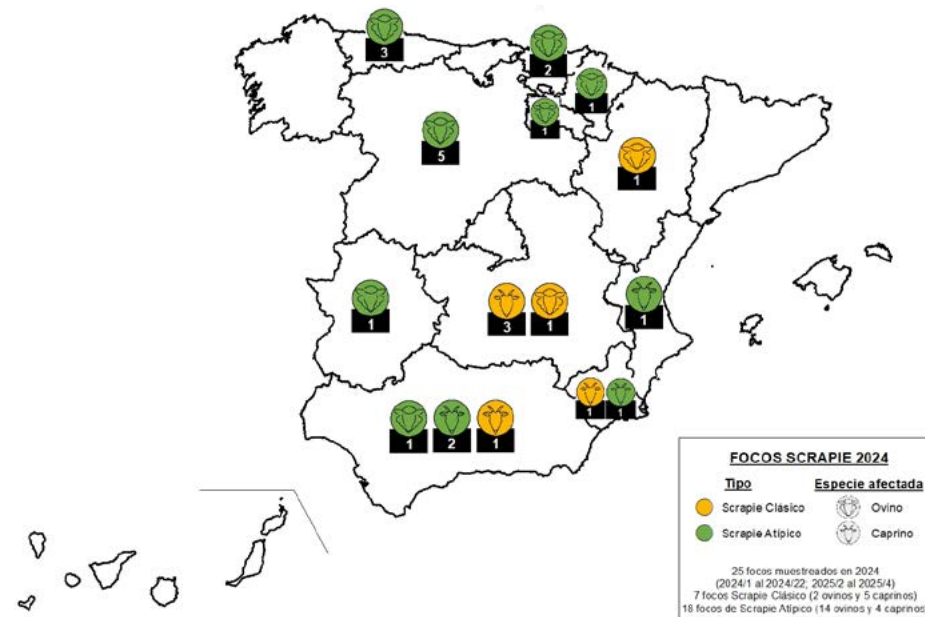 3
2
1
1
5
1
1
3
1
1
1
1
1
2
1
FOCOS SCRAPIE 2024
Tipo
Especie afectada
Scrapie Clásico
Ovino
Scrapie Atípico
Caprino
25 focos muestreados en 2024
(2024/1 al 2024/22; 2025/2 al 2025/4)
7 focos Scrapie Clásico (2 ovinos y 5 caprinos)
18 focos de Scrapie Atípico (14 ovinos y 4 caprinos)